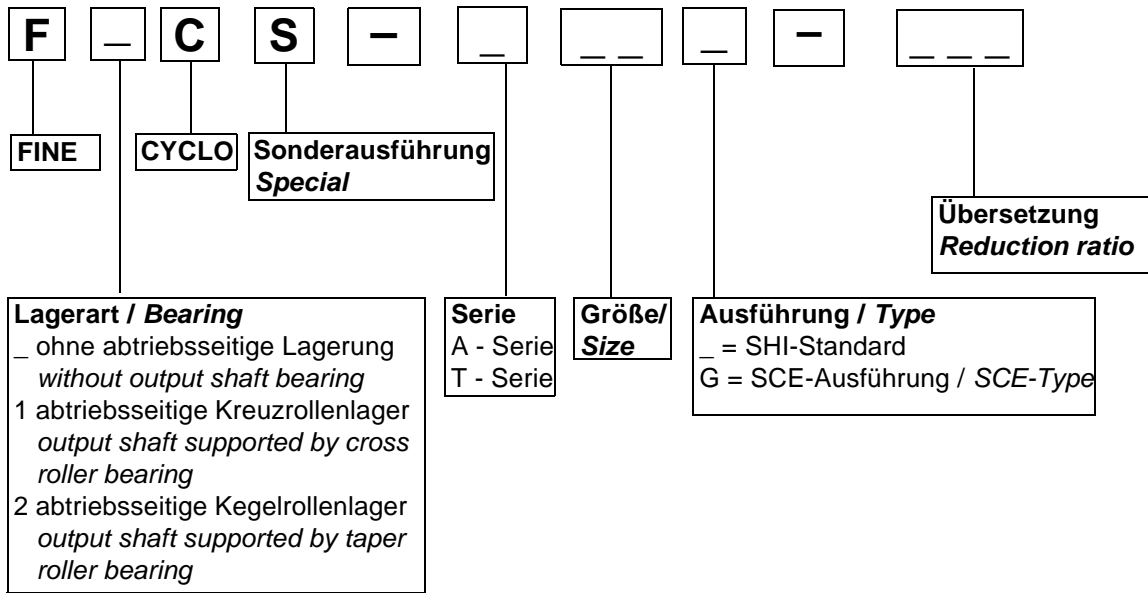 F _ C S – _ _ _ _ – _ _ _
FINE
CYCLO
Sonderausführung
Special
Übersetzung
Reduction ratio
Lagerart / Bearing
_ ohne abtriebsseitige Lagerung
without output shaft bearing
1 abtriebsseitige Kreuzrollenlager
output shaft supported by cross
roller bearing
2 abtriebsseitige Kegelrollenlager
output shaft supported by taper
roller bearing
Serie
A - Serie
T - Serie
Größe/
Size
Ausführung / Type
_ = SHI-Standard
G = SCE-Ausführung / SCE-Type